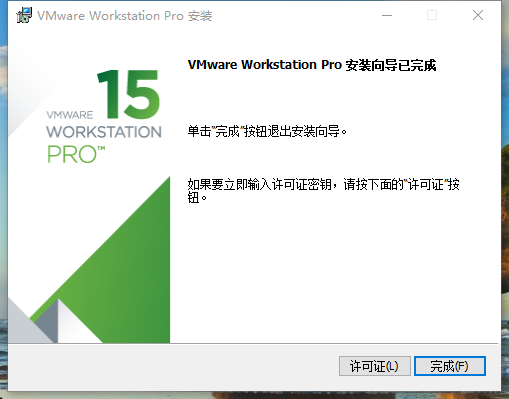 VMware Workstation Pro 安装
VMware Workstation Pro 安装向导已完成
15
VMWARE
WORKSTATION
PRO™
单击"完成"按钮退出安装向导。
如果要立即输入许可证密钥，请按下面的"许可证"按
钮。
许可证(L)
完成(F)